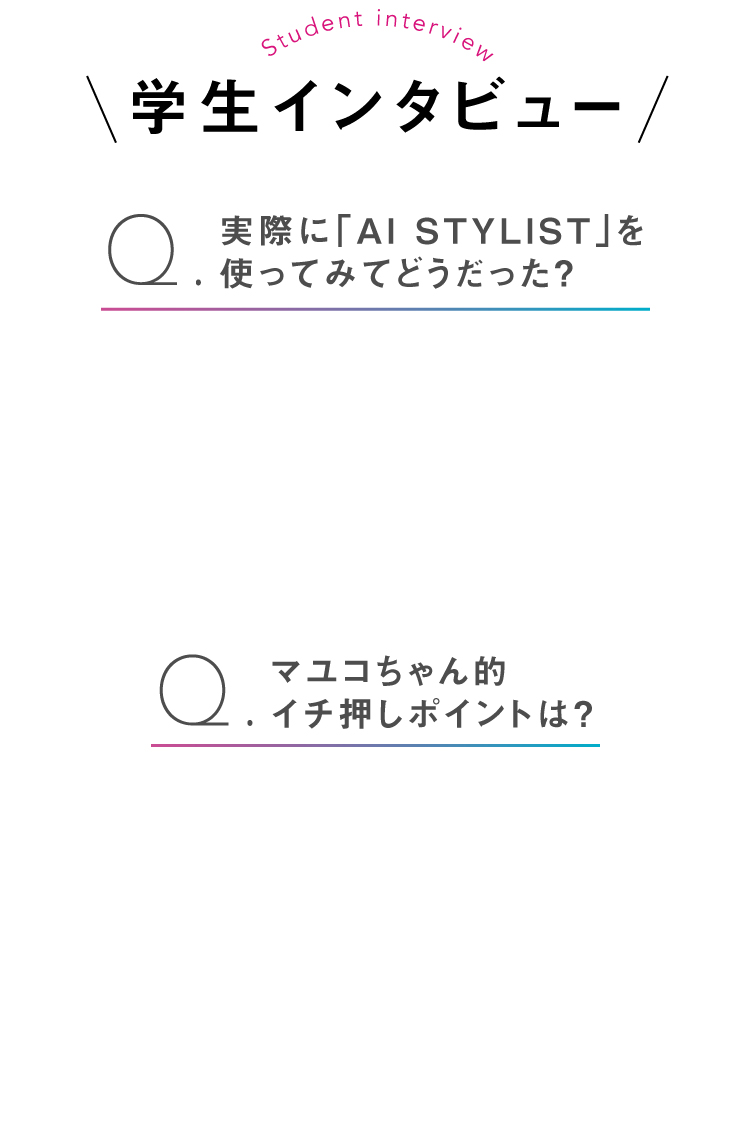 Student interview
\学生インタビュー/
Q. 実際に「AI STYLIST」を
使ってみてどうだった?
Q. マユコちゃん的
イチ押しポイントは?